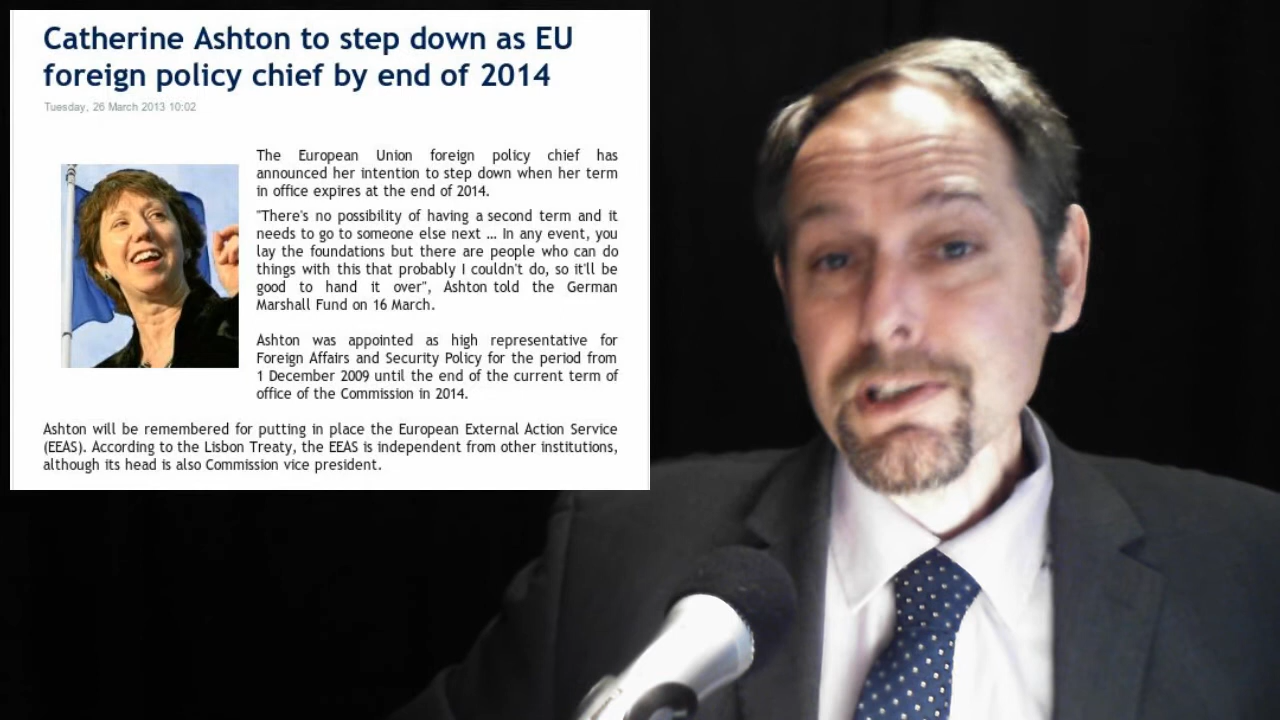 Catherine Ashton to step down as EU
foreign policy chief by end of 2014
Tuesday, 26 March 2013 10:02
The European Union foreign policy chief has
announced her intention to step down when her term
in office expires at the end of 2014.
"There's no possibility of having a second term and it
needs to go to someone else next ... In any event, you
lay the foundations but there are people who can do
things with this that probably I couldn't do, so it'll be
good to hand it over", Ashton told the German
Marshall Fund on 16 March.
Ashton was appointed as high representative for
Foreign Affairs and Security Policy for the period from
1 December 2009 until the end of the current term of
office of the Commission in 2014.
Ashton will be remembered for putting in place the European External Action Service
(EEAS). According to the Lisbon Treaty, the EEAS is independent from other institutions,
although its head is also Commission vice president.